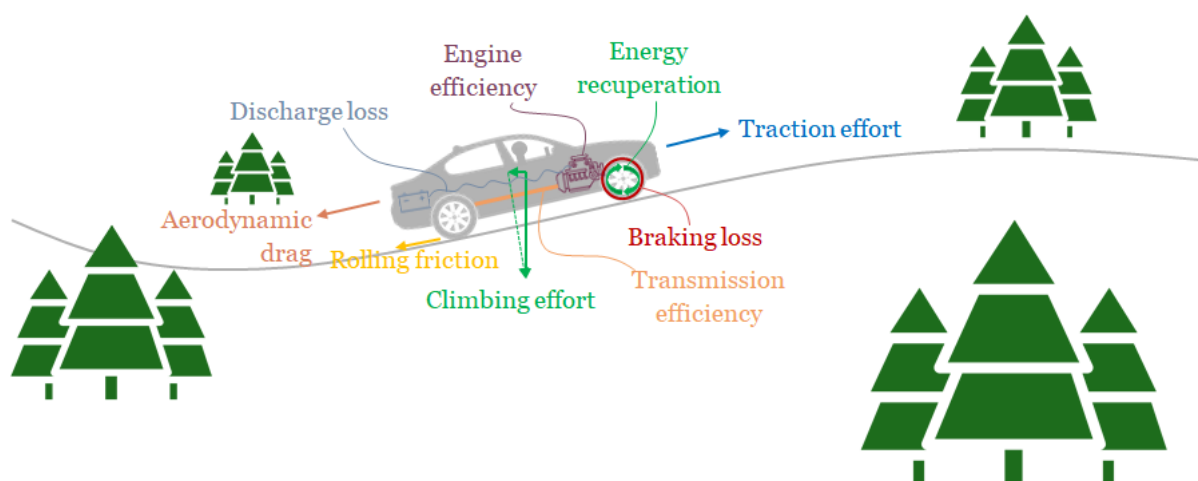 Engine
efficiency
Energy
recuperation
Discharge loss
Traction effort
Aerodynamic
drag
Rolling friction
Braking loss
Climbing effort
Transmission
efficiency